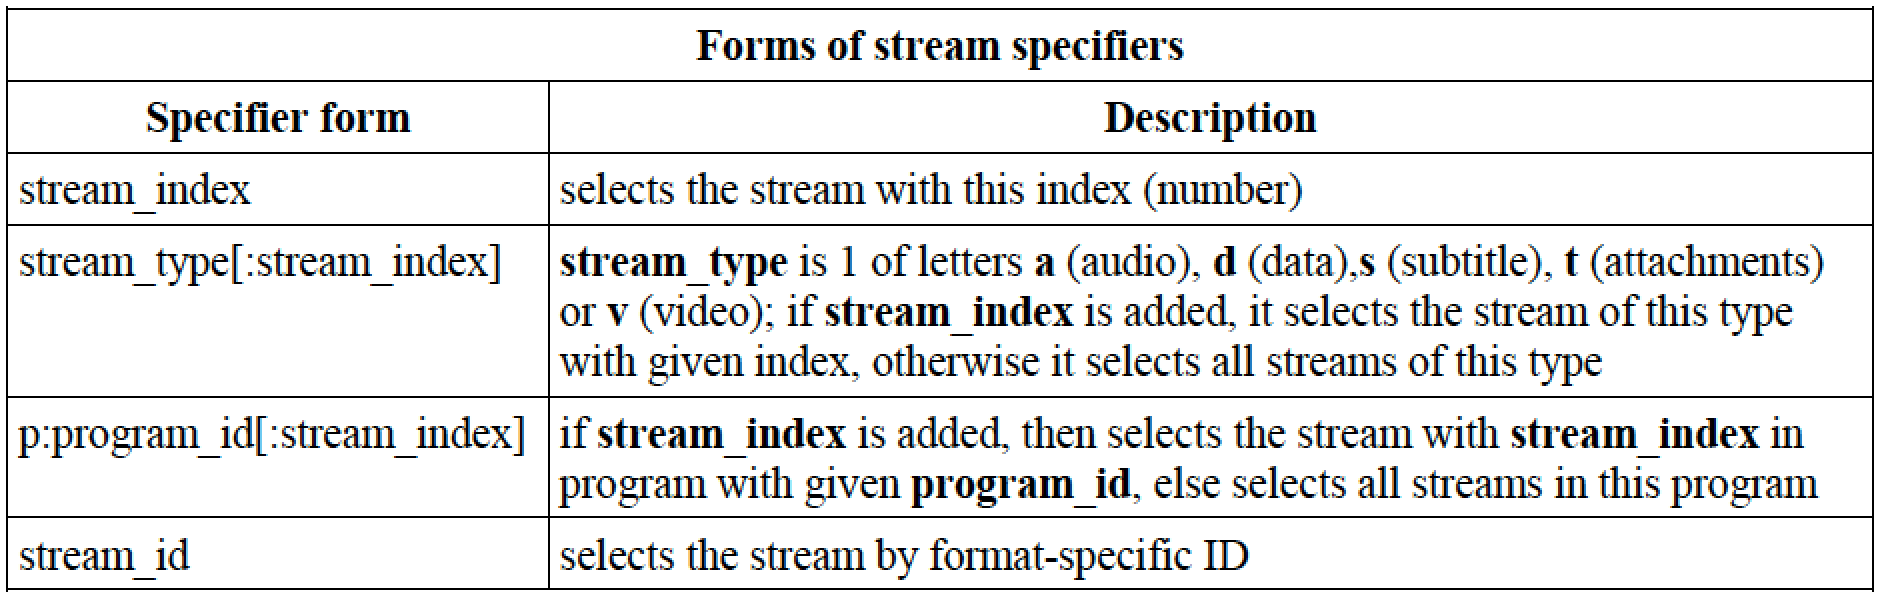 Forms of stream specifiers
Specifier form
Description
stream_index
selects the stream with this index (number)
stream_type[:stream_index]
stream_type is 1 of letters a (audio), d (data),s (subtitle), t (attachments)
or v (video); if stream_index is added, it selects the stream of this type
with given index, otherwise it selects all streams of this type
p:program_id[:stream_index]
if stream_index is added, then selects the stream with stream_index in
program with given program_id, else selects all streams in this program
stream_id
selects the stream by format-specific ID